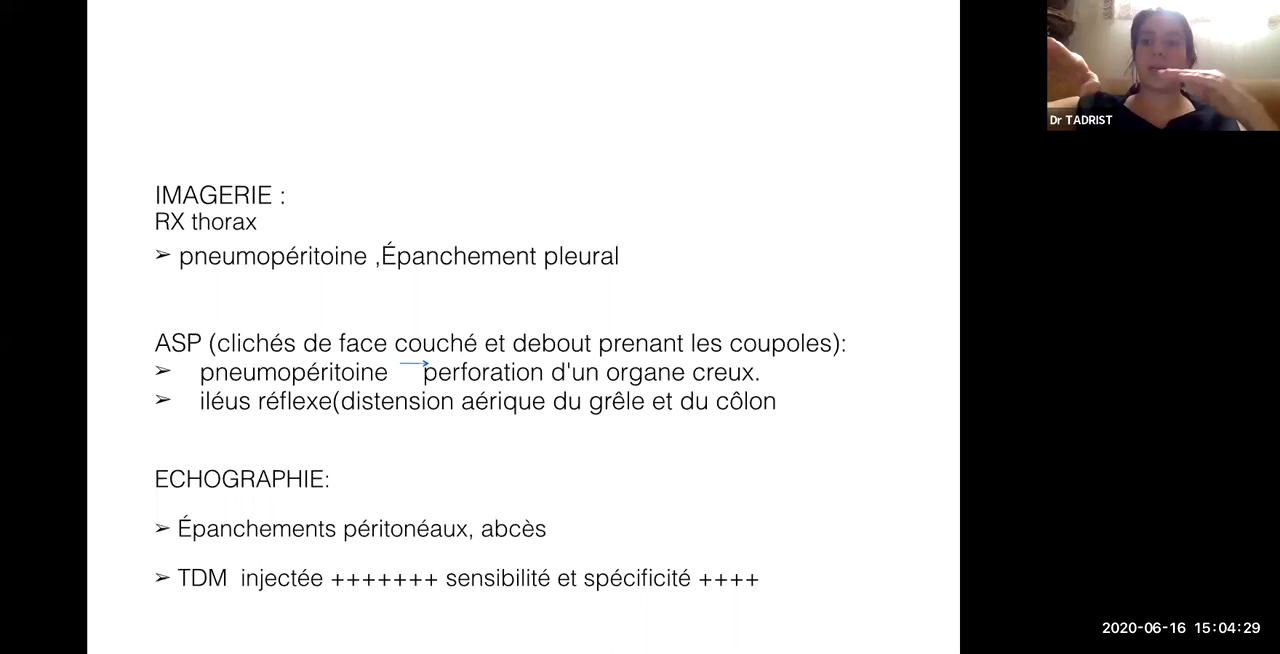 IMAGERIE :
RX thorax
➢ pneumopéritoine ,Épanchement pleural
ASP (clichés de face couché et debout prenant les coupoles):
➢ pneumopéritoine → perforation d'un organe creux.
➢ iléus réflexe(distension aérique du grêle et du côlon
ECHOGRAPHIE:
➢ Épanchements péritonéaux, abcès
➢ TDM injectée +++++++ sensibilité et spécificité ++++
Dr TADRIST
2020-06-16 15:04:29